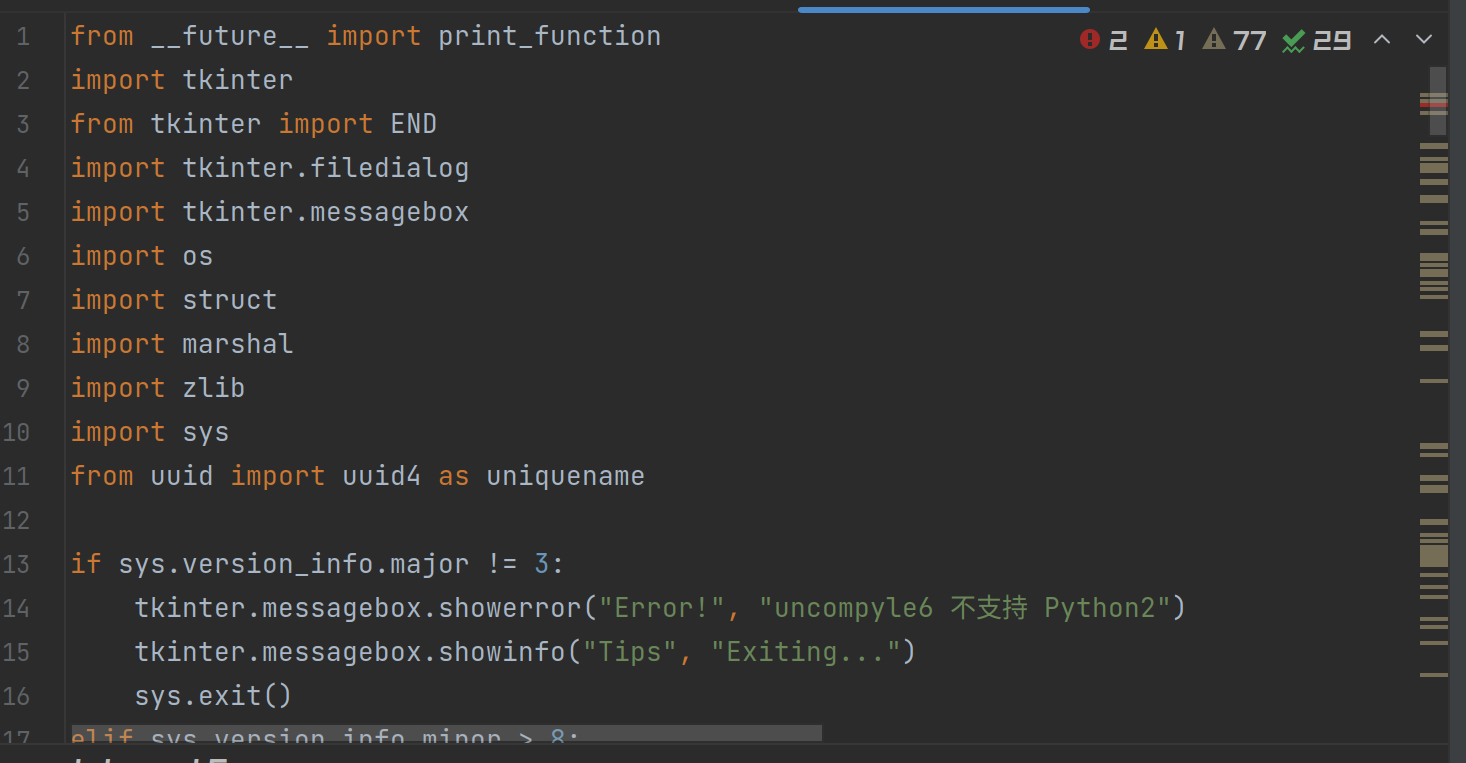 1 from __future__ import print_function
2 1 77 29
2 import tkinter
3 from tkinter import END
4 import tkinter.filedialog
5 import tkinter.messagebox
6 import os
7 import struct
8 import marshal
9 import zlib
10 import sys
11 from uuid import uuid4 as uniquename
12
13 if sys.version_info.major != 3:
14 tkinter.messagebox.showerror("Error!", "uncompyle6 不支持 Python2")
15 tkinter.messagebox.showinfo("Tips", "Exiting...")
16 sys.exit()
17 elif sys.version_info.minor > 8: